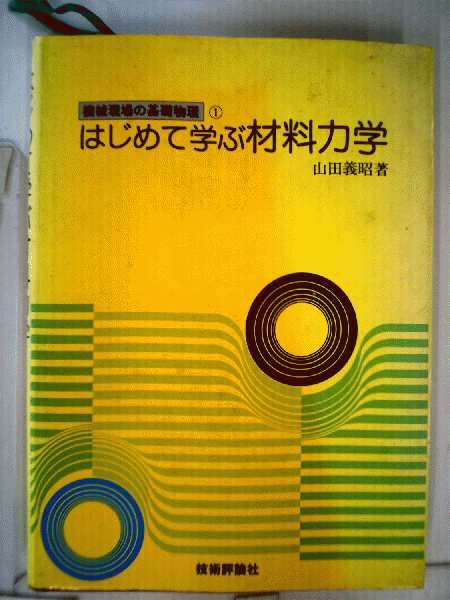 機械現場の基礎物理 ①
はじめて学ぶ材料力学
山田義昭著
技術評論社